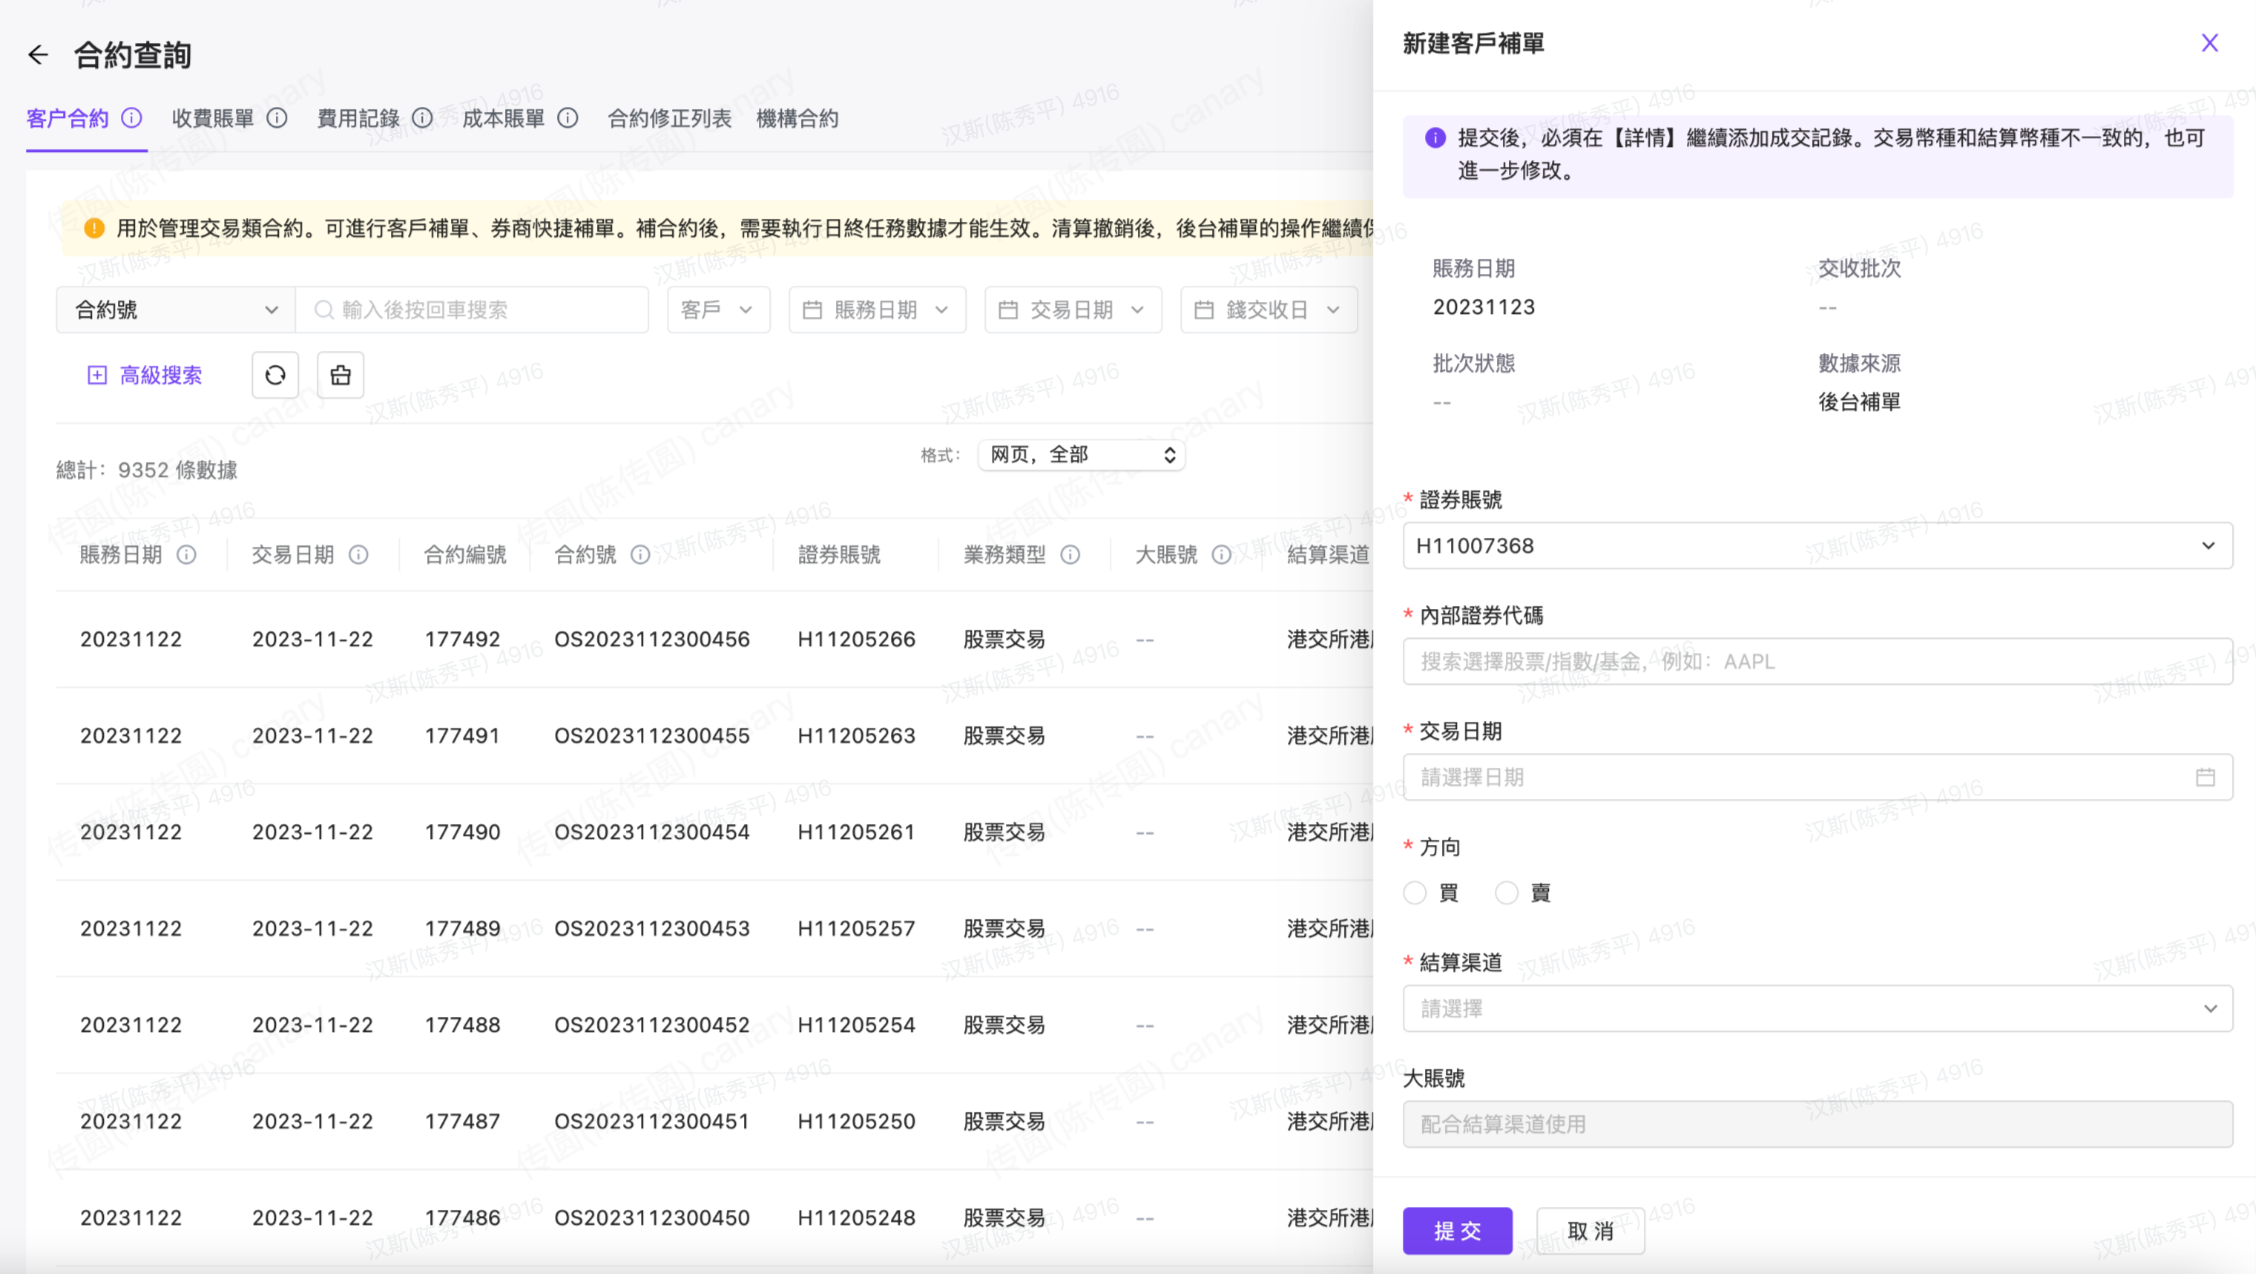 合約查詢
客户合約 收費賬單 費用記錄 成本賬單 合約修正列表 機構合約
用於管理交易類合約。可進行客戶補單、券商快捷補單。補合約後，需要執行日終任務數據才能生效。清算撤銷後，後台補單的操作繼續
合約號 輸入後按回車搜索 客戶 賬務日期 交易日期 錢交收日
高級搜索
總計：9352 條數據 格式： 网页，全部
賬務日期 交易日期 合約編號 合約號 證券賬號 業務類型 大賬號 結算渠道
20231122 2023-11-22 177492 OS2023112300456 H11205266 股票交易 -- 港交所港
20231122 2023-11-22 177491 OS2023112300455 H11205263 股票交易 -- 港交所港
20231122 2023-11-22 177490 OS2023112300454 H11205261 股票交易 -- 港交所港
20231122 2023-11-22 177489 OS2023112300453 H11205257 股票交易 -- 港交所港
20231122 2023-11-22 177488 OS2023112300452 H11205254 股票交易 -- 港交所港
20231122 2023-11-22 177487 OS2023112300451 H11205250 股票交易 -- 港交所港
20231122 2023-11-22 177486 OS2023112300450 H11205248 股票交易 -- 港交所港
新建客戶補單
提交後，必須在【詳情】繼續添加成交記錄。交易幣種和結算幣種不一致的，也可
進一步修改。
賬務日期 交收批次
20231123 --
批次狀態 數據來源
-- 後台補單
* 證券賬號
H11007368
* 內部證券代碼
搜索選擇股票/指數/基金，例如：AAPL
* 交易日期
請選擇日期
* 方向
買 賣
* 結算渠道
請選擇
大賬號
配合結算渠道使用
提交 取消
汉斯(陈秀平) 4916
传圆(陈传圆) canary